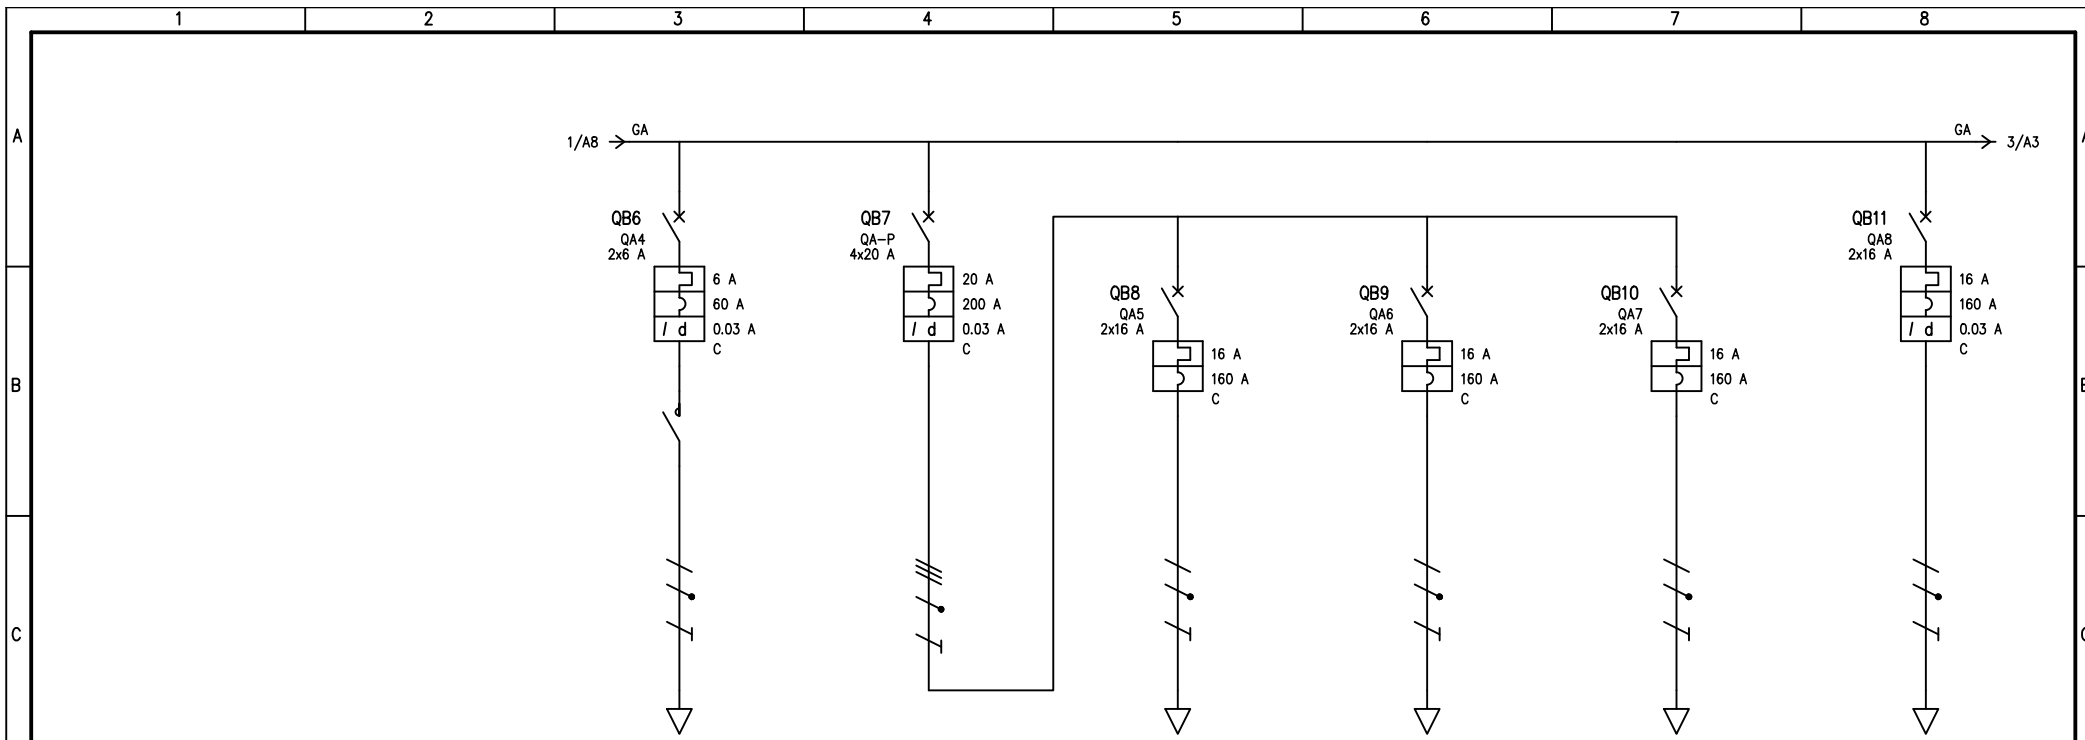 1 2 3 4 5 6 7 8
A
GA GA
1/A8 3/A3
QB6
QA4
2x6 A
6 A
60 A
I d 0.03 A
C
QB7
QA-P
4x20 A
20 A
200 A
I d 0.03 A
C
QB8
QA5
2x16 A
16 A
160 A
C
QB9
QA6
2x16 A
16 A
160 A
C
QB10
QA7
2x16 A
16 A
160 A
C
QB11
QA8
2x16 A
16 A
160 A
I d 0.03 A
C
B
C